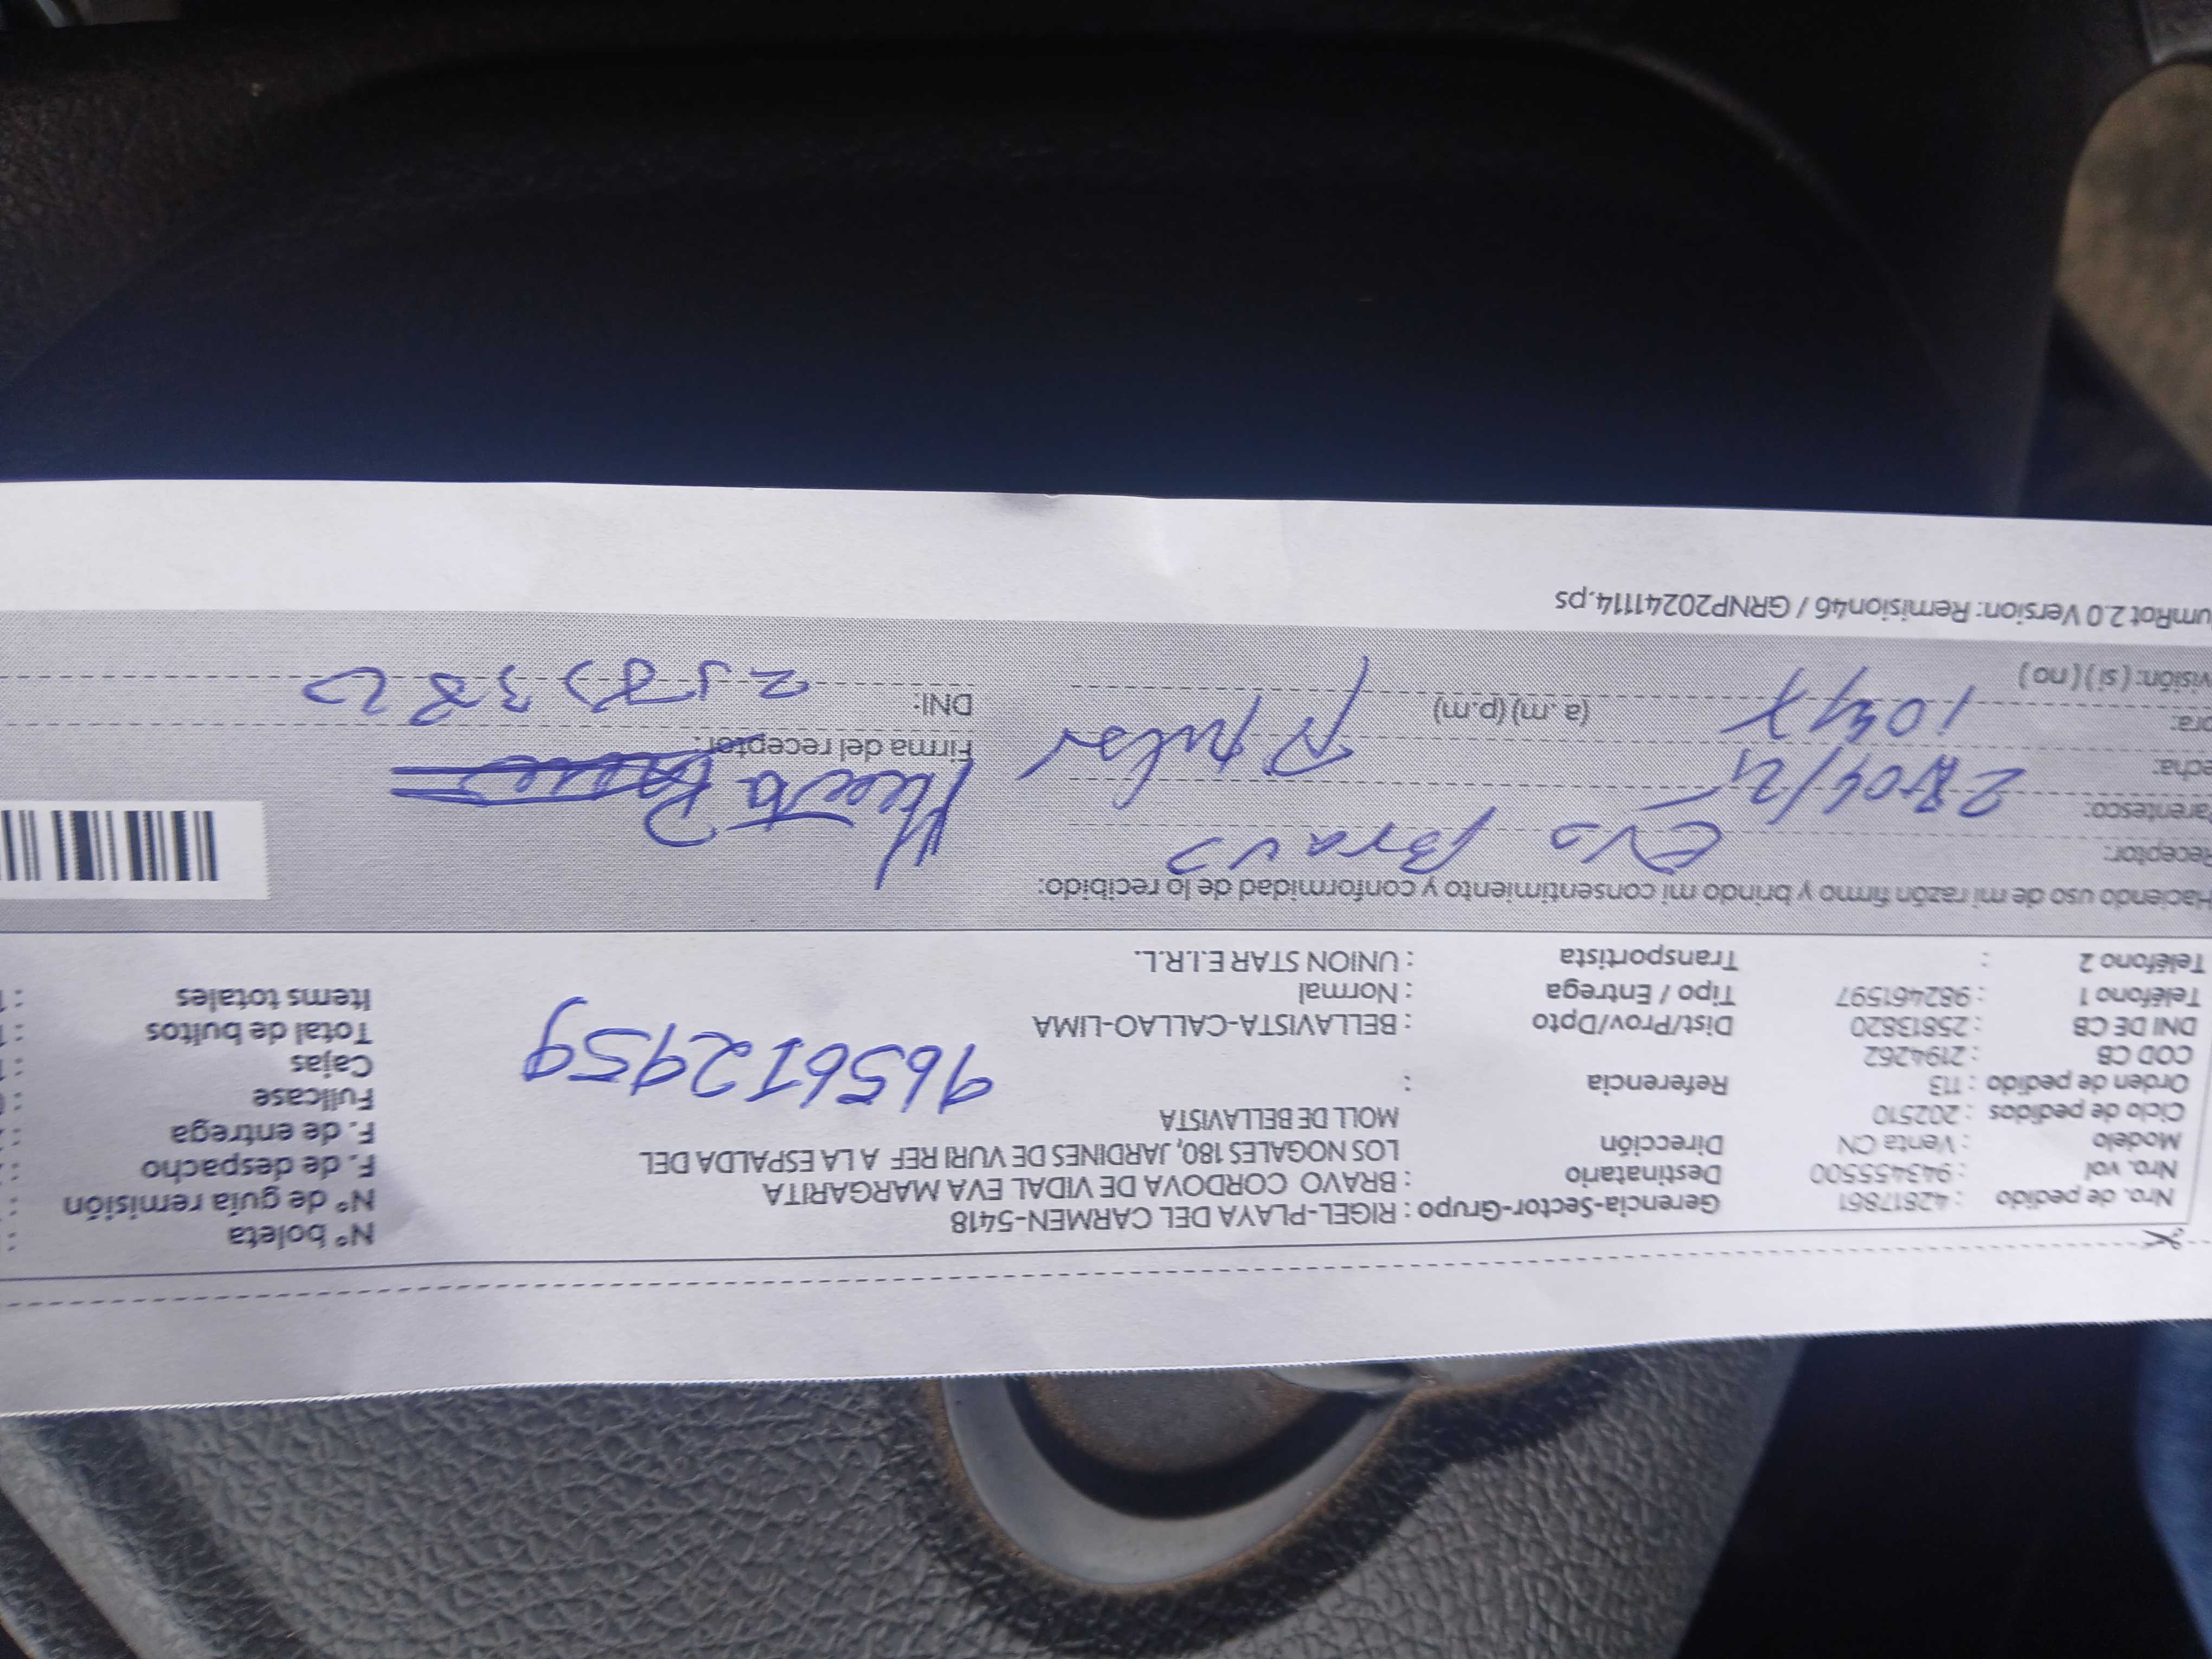 Nro. de pedido : 42817861 Gerencia-Sector-Grupo : RIGEL-PLAYA DEL CARMEN-5418 N° boleta :
Nro. vol : 943455500 Destinatario : BRAVO CORDOVA DE VIDAL EVA MARGARITA N° de guía remisión :
Modelo : Venta CN Dirección LOS NOGALES 180, JARDINES DE VURI REF A LA ESPALDA DEL F. de despacho :
Ciclo de pedidos : 202510 MOLL DE BELLAVISTA F. de entrega :
Orden de pedido : 113 Referencia : Fullcase :
COD CB : 2194262 965612959 Cajas :
DNI DE CB : 25813820 Dist/Prov/Dpto : BELLAVISTA-CALLAO-LIMA Total de bultos :
Teléfono 1 : 982461597 Tipo / Entrega : Normal Items totales :
Teléfono 2 : Transportista : UNION STAR E.I.R.L.
Haciendo uso de mi razón firmo y brindo mi consentimiento y conformidad de lo recibido:
Receptor: Eva Bravo
Parentesco:
echa:
ora: (a.m) (p.m)
Firma del receptor:
DNI:
visión: ( si ) ( no )
umRot 2.0 Version: Remision46 / GRNP20241114.ps